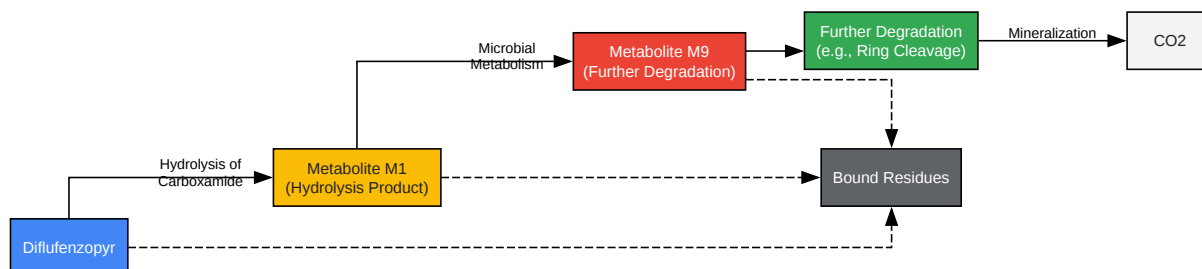 Diflufenzopyr
Hydrolysis of
Carboxamide
Metabolite M1
(Hydrolysis Product)
Microbial
Metabolism
Metabolite M9
(Further Degradation)
Further Degradation
(e.g., Ring Cleavage)
Mineralization
CO2
Bound Residues